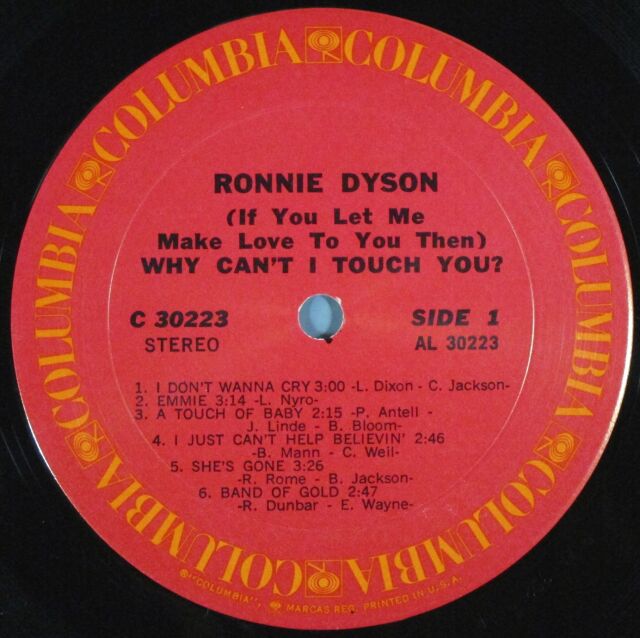 COLUMBIA COLUMBIA COLUMBIA COLUMBIA COLUMBIA COLUMBIA COLUMBIA COLUMBIA
RONNIE DYSON
(If You Let Me
Make Love To You Then)
WHY CAN'T I TOUCH YOU?
C 30223 SIDE 1
STEREO AL 30223
1. I DON'T WANNA CRY 3:00 -L. Dixon - C. Jackson-
2. EMMIE 3:14 -L. Nyro-
3. A TOUCH OF BABY 2:15 -P. Antell -
J. Linde - B. Bloom-
4. I JUST CAN'T HELP BELIEVIN' 2:46
-B. Mann - C. Weil-
5. SHE'S GONE 3:26
-R. Rome - B. Jackson-
6. BAND OF GOLD 2:47
-R. Dunbar - E. Wayne-
®"COLUMBIA", MARCAS REG. PRINTED IN U.S.A.